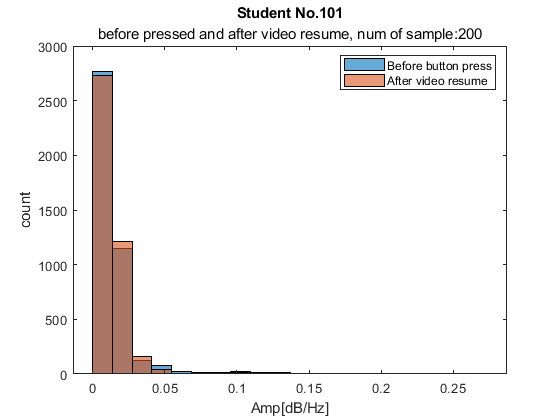 Student No.101
before pressed and after video resume, num of sample:200
3000
2500
2000
1500
1000
500
0
count
Before button press
After video resume
0 0.05 0.1 0.15 0.2 0.25
Amp[dB/Hz]